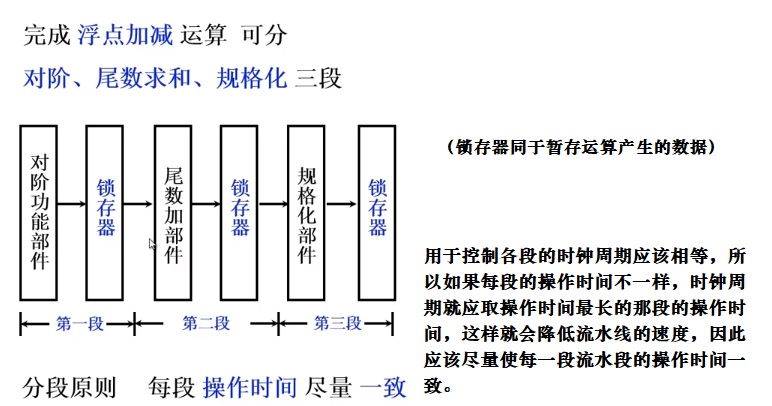 完成 浮点加减 运算 可分
对阶、尾数求和、规格化 三段
对阶功能部件
锁存器
尾数加部件
锁存器
规格化部件
锁存器
(锁存器同于暂存运算产生的数据)
用于控制各段的时钟周期应该相等，所
以如果每段的操作时间不一样，时钟周
期就应取操作时间最长的那段的操作时
间，这样就会降低流水线的速度，因此
应该尽量使每一段流水段的操作时间一
致。
第一段
第二段
第三段
分段原则 每段 操作时间 尽量 一致